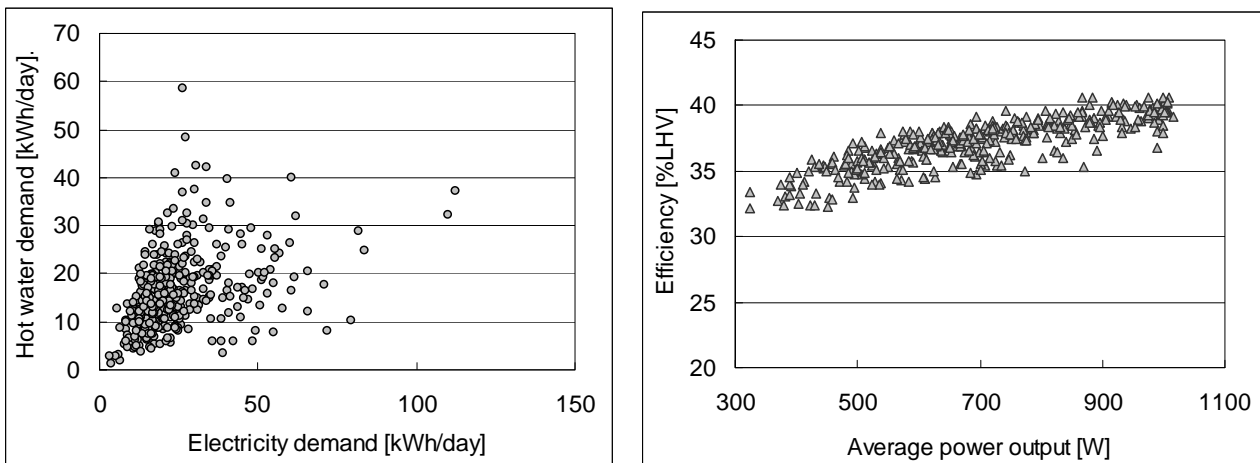 Hot water demand [kWh/day].
70
60
50
40
30
20
10
0
0 50 100 150
Electricity demand [kWh/day]
Efficiency [%LHV]
45
40
35
30
25
20
300 500 700 900 1100
Average power output [W]